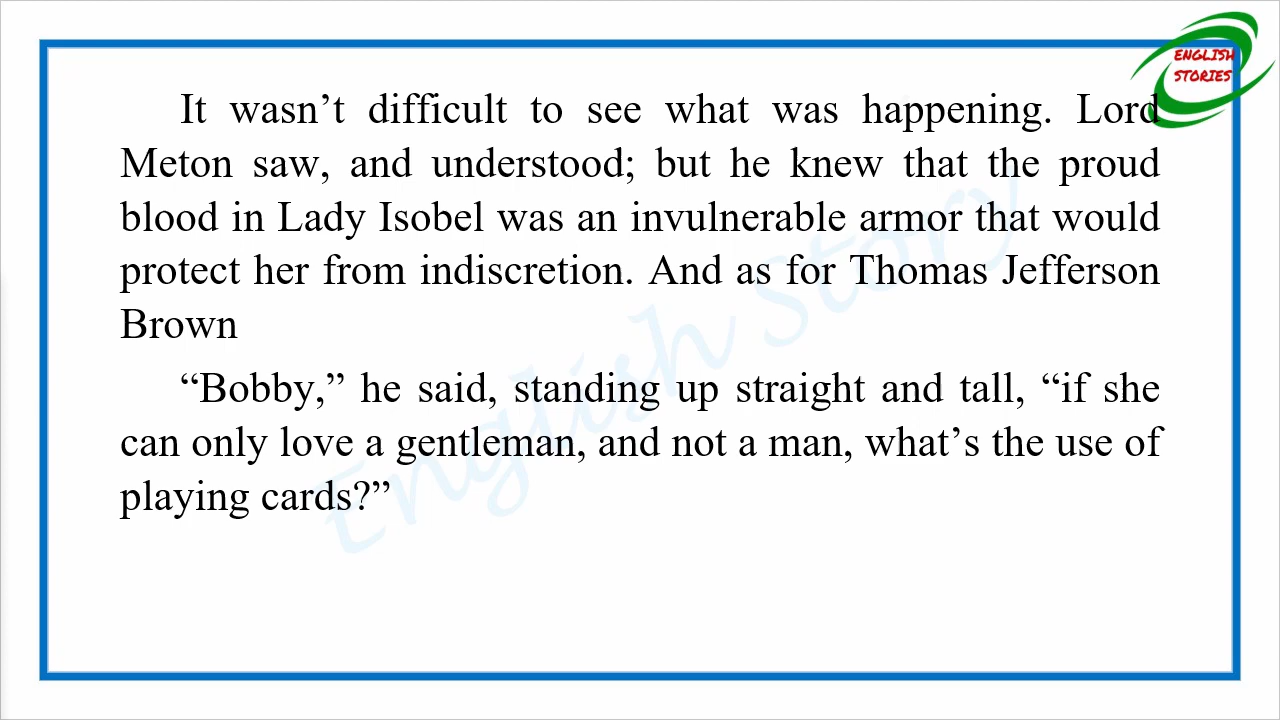 ENGLISH
STORIES
It wasn’t difficult to see what was happening. Lord
Meton saw, and understood; but he knew that the proud
blood in Lady Isobel was an invulnerable armor that would
protect her from indiscretion. And as for Thomas Jefferson
Brown
“Bobby,” he said, standing up straight and tall, “if she
can only love a gentleman, and not a man, what’s the use of
playing cards?”
English Story